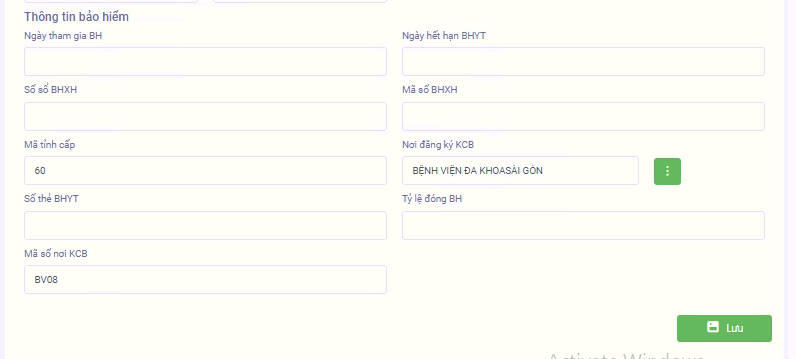 Thông tin bảo hiểm
Ngày tham gia BH
Ngày hết hạn BHYT
Số sổ BHXH
Mã số BHXH
Mã tỉnh cấp
Nơi đăng ký KCB
60
BỆNH VIỆN ĐA KHOASÀI GÒN
Số thẻ BHYT
Tỷ lệ đóng BH
Mã số nơi KCB
BV08
Lưu
Activate Windows